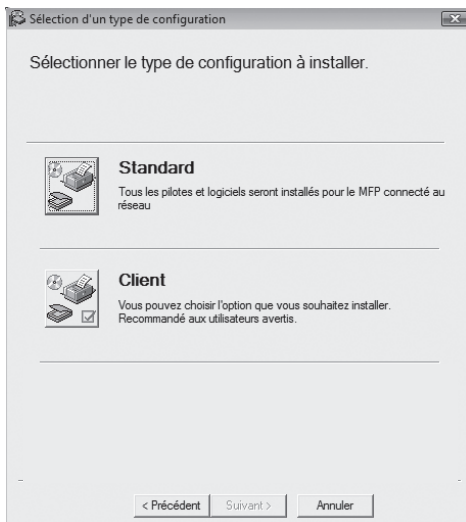 Sélection d'un type de configuration
Sélectionner le type de configuration à installer.
Standard
Tous les pilotes et logiciels seront installés pour le MFP connecté au
réseau
Client
Vous pouvez choisir l'option que vous souhaitez installer.
Recommandé aux utilisateurs avertis.
< Précédent
Suivant >
Annuler